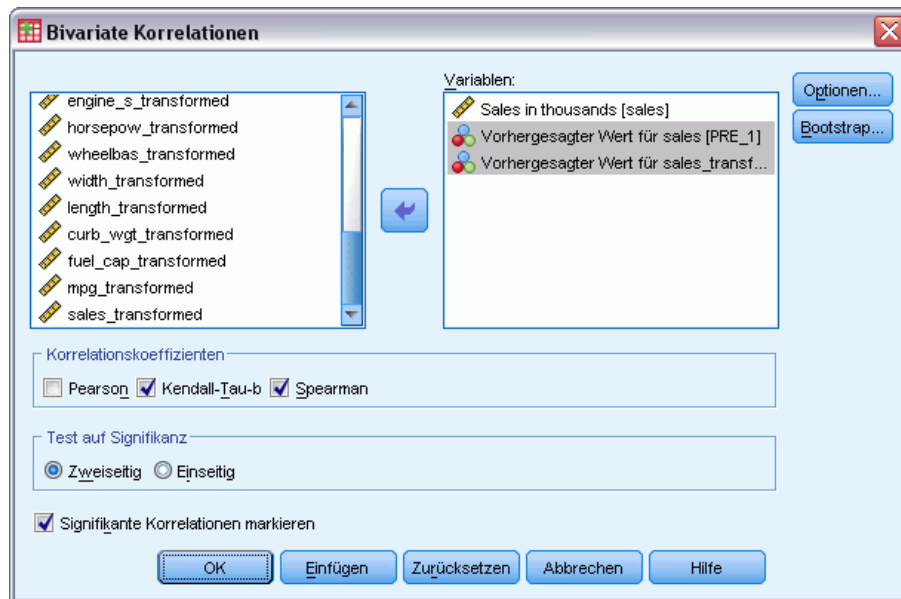 Bivariate Korrelationen
engine_s_transformed
horsepow_transformed
wheelbas_transformed
width_transformed
length_transformed
curb_wgt_transformed
fuel_cap_transformed
mpg_transformed
sales_transformed
Variablen:
Sales in thousands [sales]
Vorhergesagter Wert für sales [PRE_1]
Vorhergesagter Wert für sales_transf...
Optionen...
Bootstrap...
Korrelationskoeffizienten
Pearson Kendall-Tau-b Spearman
Test auf Signifikanz
Zweiseitig Einseitig
Signifikante Korrelationen markieren
OK Einfügen Zurücksetzen Abbrechen Hilfe